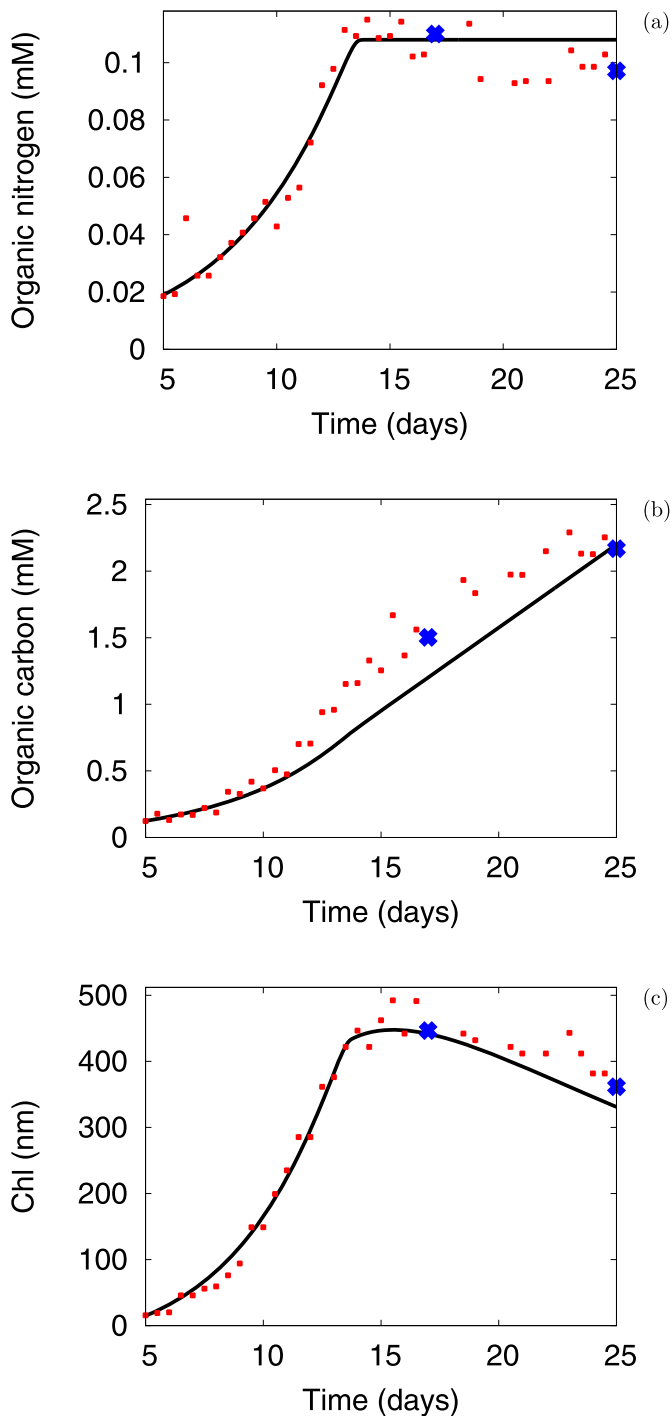 (a)
Organic nitrogen (mM)
0.1
0.08
0.06
0.04
0.02
0
5 10 15 20 25
Time (days)
(b)
Organic carbon (mM)
2.5
2
1.5
1
0.5
0
5 10 15 20 25
Time (days)
(c)
Chl (nm)
500
400
300
200
100
0
5 10 15 20 25
Time (days)